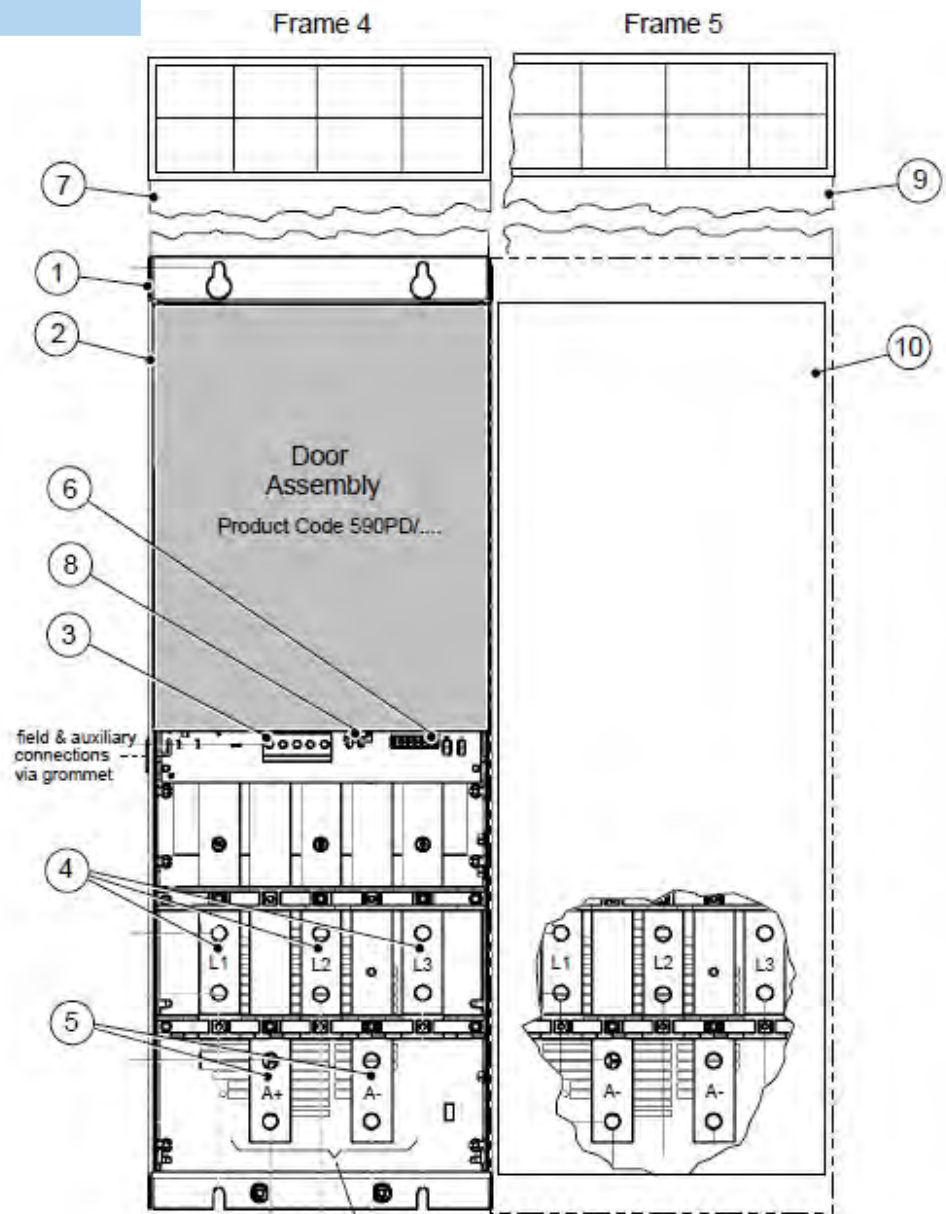 Frame 4
Frame 5
7
9
1
2
10
Door
Assembly
Product Code 590PD/....
6
8
3
field & auxiliary
connections
via grommet
4
L1
L2
L3
L1
L2
L3
5
A+
A-
A-
A-